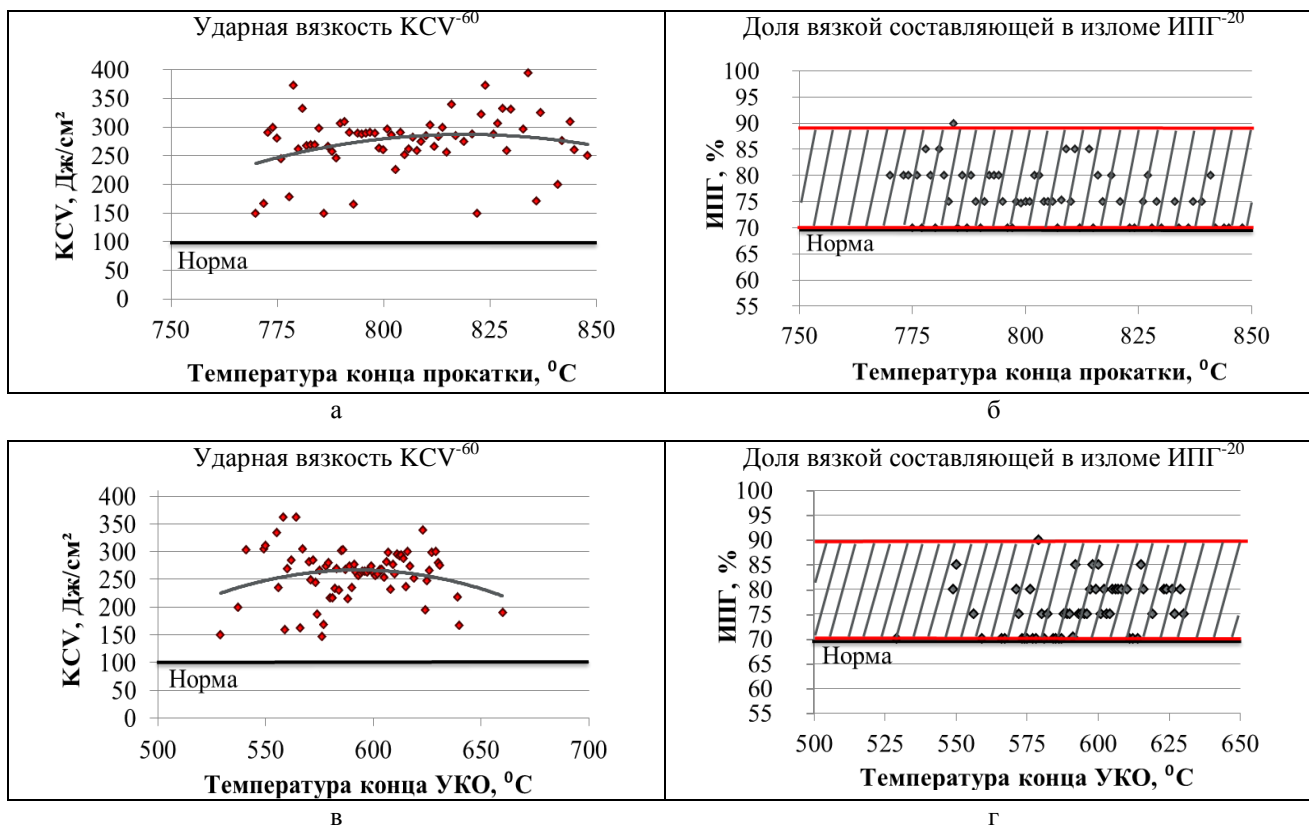 Ударная вязкость KCV⁻⁶⁰
KCV, Дж/см²
400
350
300
250
200
150
100
50
0
Норма
750 775 800 825 850
Температура конца прокатки, ⁰С
а
Доля вязкой составляющей в изломе ИПГ⁻²⁰
ИПГ, %
100
95
90
85
80
75
70
65
60
55
Норма
750 775 800 825 850
Температура конца прокатки, ⁰С
б
Ударная вязкость KCV⁻⁶⁰
KCV, Дж/см²
400
350
300
250
200
150
100
50
0
Норма
500 550 600 650 700
Температура конца УКО, ⁰С
в
Доля вязкой составляющей в изломе ИПГ⁻²⁰
ИПГ, %
100
95
90
85
80
75
70
65
60
55
Норма
500 525 550 575 600 625 650
Температура конца УКО, ⁰С
г